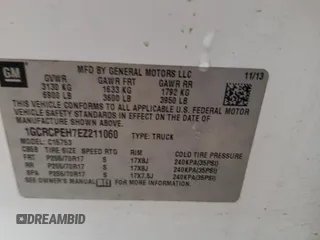 GM
MFD BY GENERAL MOTORS LLC
11/13
GVWR GAWR FRT GAWR RR
3130 KG 1633 KG 1792 KG
6900 LB 3600 LB 3950 LB
THIS VEHICLE CONFORMS TO ALL APPLICABLE U.S. FEDERAL MOTOR
VEHICLE SAFETY STANDARDS IN EFFECT ON THE DATE OF
MANUFACTURE SHOWN ABOVE.
1GCRCPEH7EZ211060 TYPE: TRUCK
MODEL: C15753
TIRE SIZE SPEED RTG RIM COLD TIRE PRESSURE
FRT P255/70R17 S 17X8J 240KPA(35PSI)
RR P255/70R17 S 17X8J 240KPA(35PSI)
SPA P255/70R17 S 17X7.5J 240KPA(35PSI)